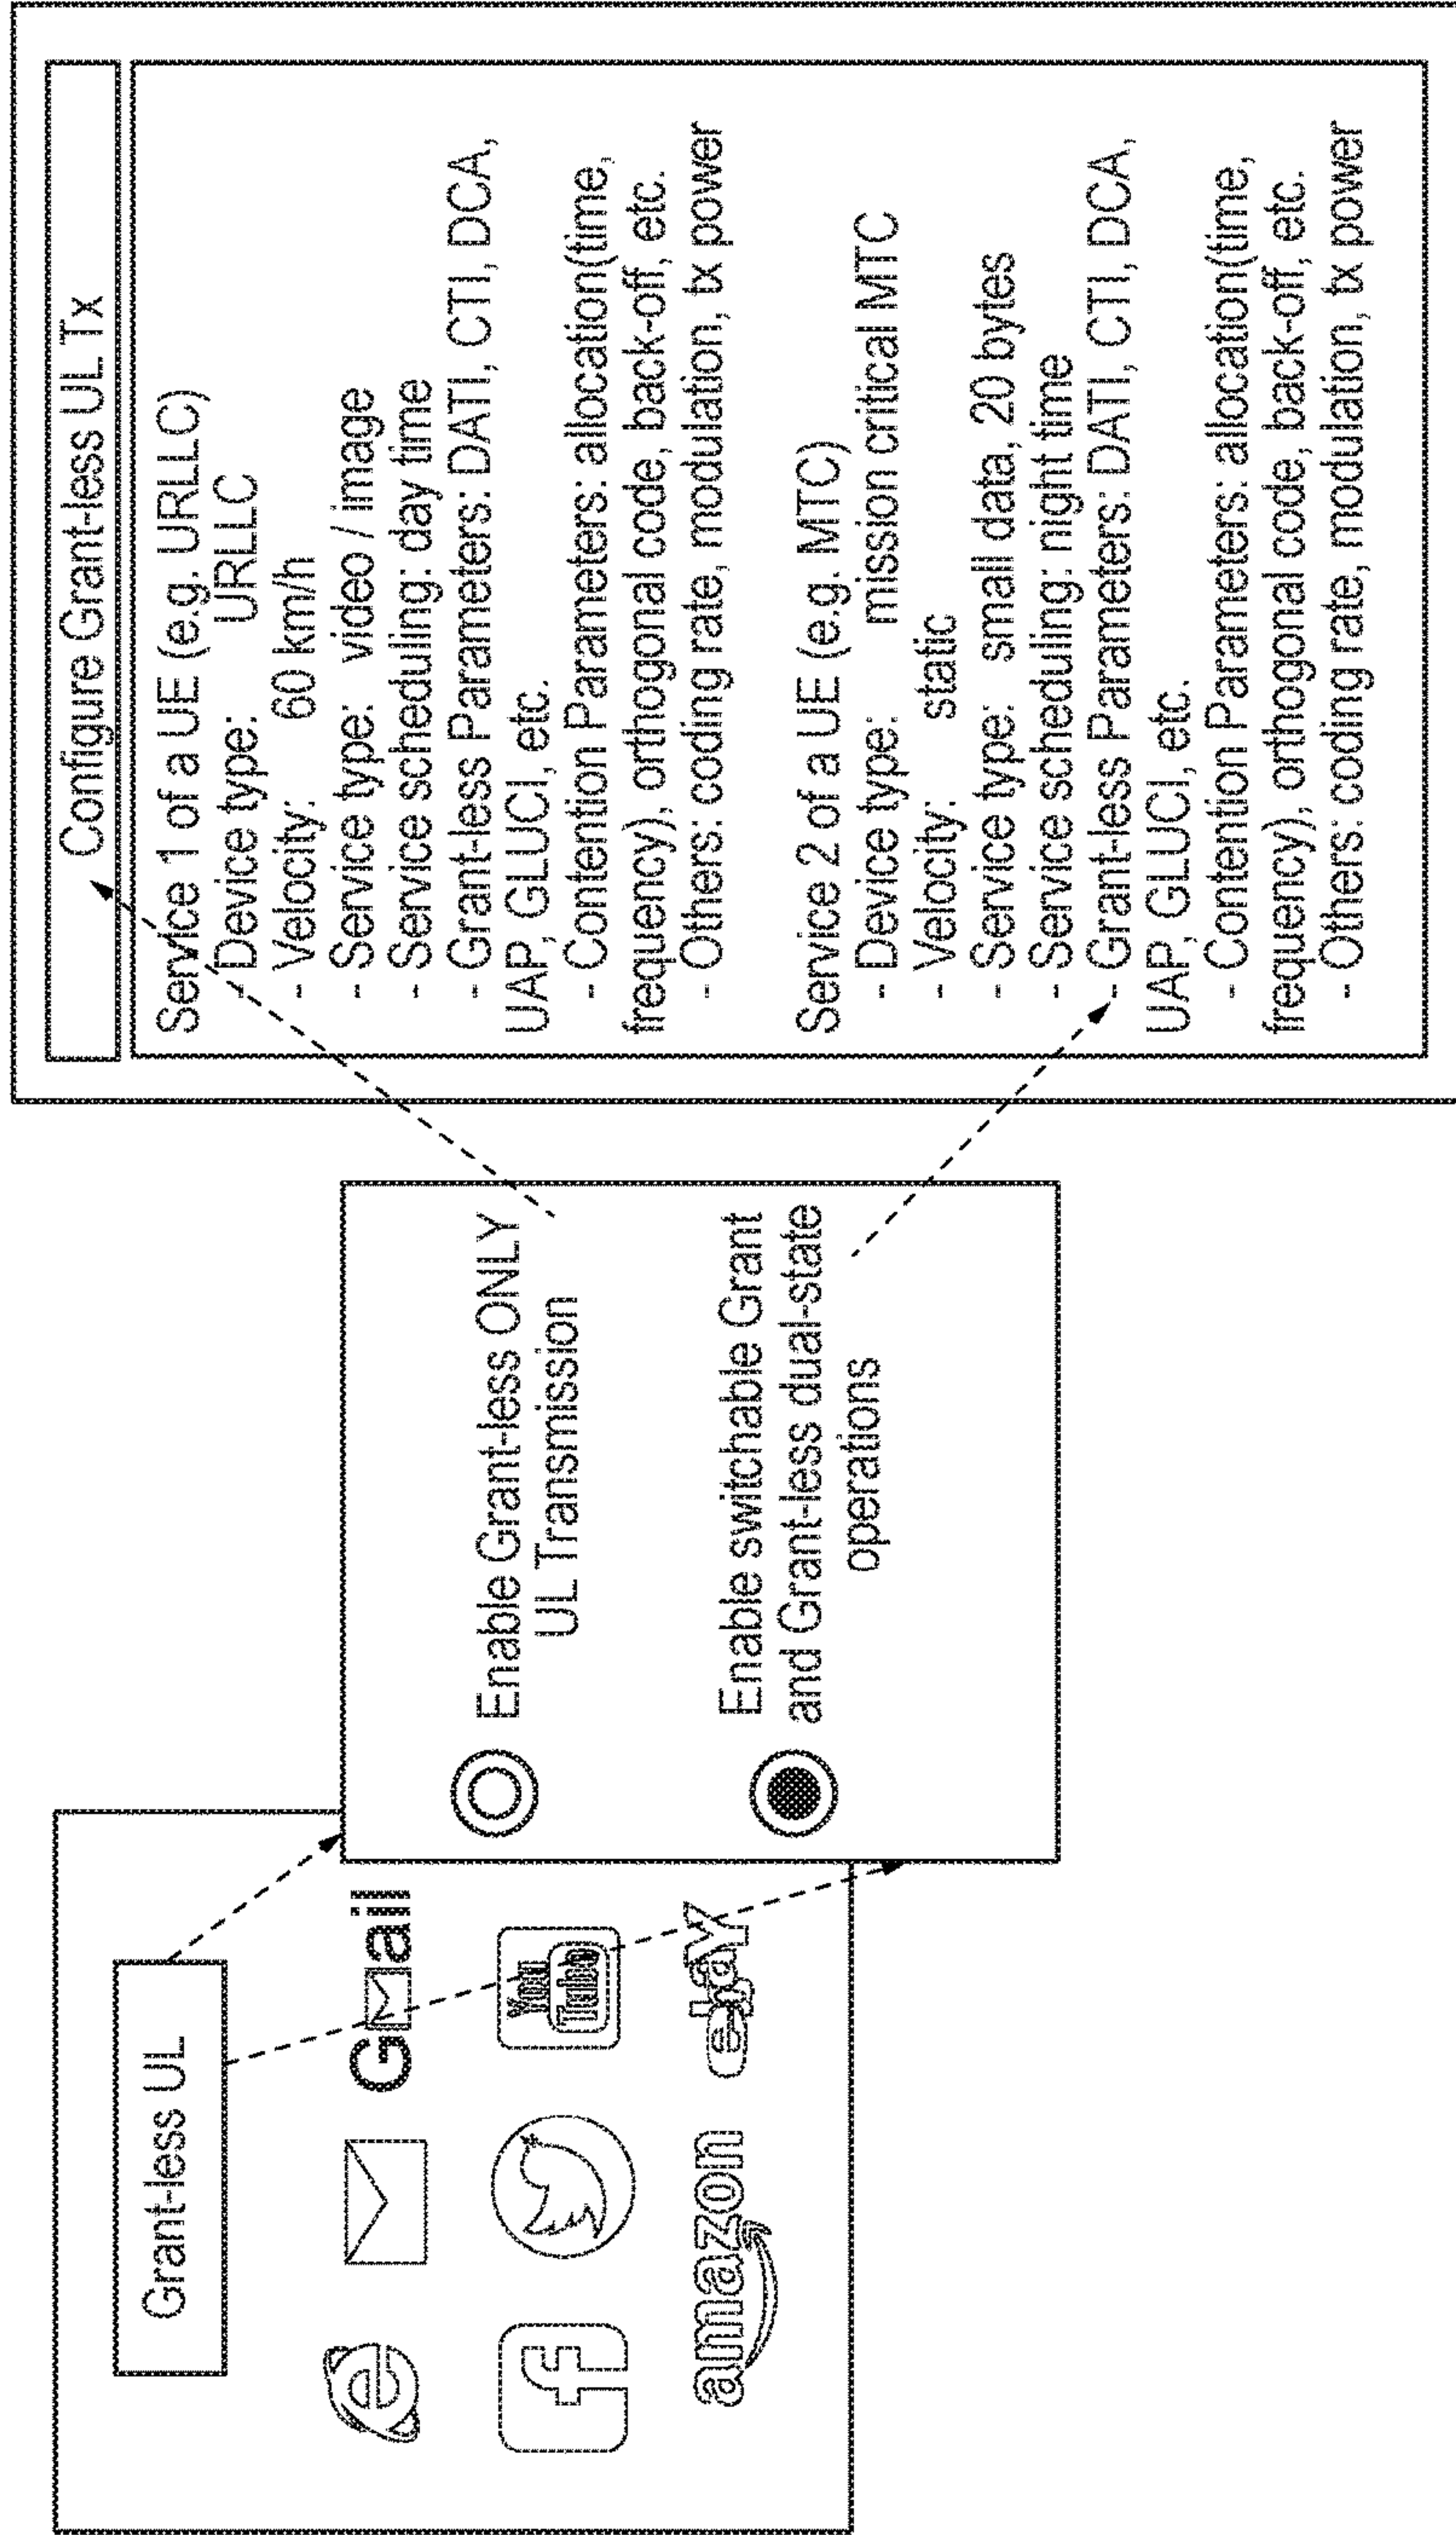 Grant-less UL
e
Gmail
f
You
Tube
amazon
ebay
Enable Grant-less ONLY
UL Transmission
Enable switchable Grant
and Grant-less dual-state
operations
Configure Grant-less UL Tx
Service 1 of a UE (e.g. URLLC)
- Device type: URLLC
- Velocity: 60 km/h
- Service type: video / image
- Service scheduling: day time
- Grant-less Parameters: DATI, CTI, DCA,
UAP, GLUCI, etc.
- Contention Parameters: allocation(time,
frequency), orthogonal code, back-off, etc.
- Others: coding rate, modulation, tx power
Service 2 of a UE (e.g. MTC)
- Device type: mission critical MTC
- Velocity: static
- Service type: small data, 20 bytes
- Service scheduling: night time
- Grant-less Parameters: DATI, CTI, DCA,
UAP, GLUCI, etc.
- Contention Parameters: allocation(time,
frequency), orthogonal code, back-off, etc.
- Others: coding rate, modulation, tx power